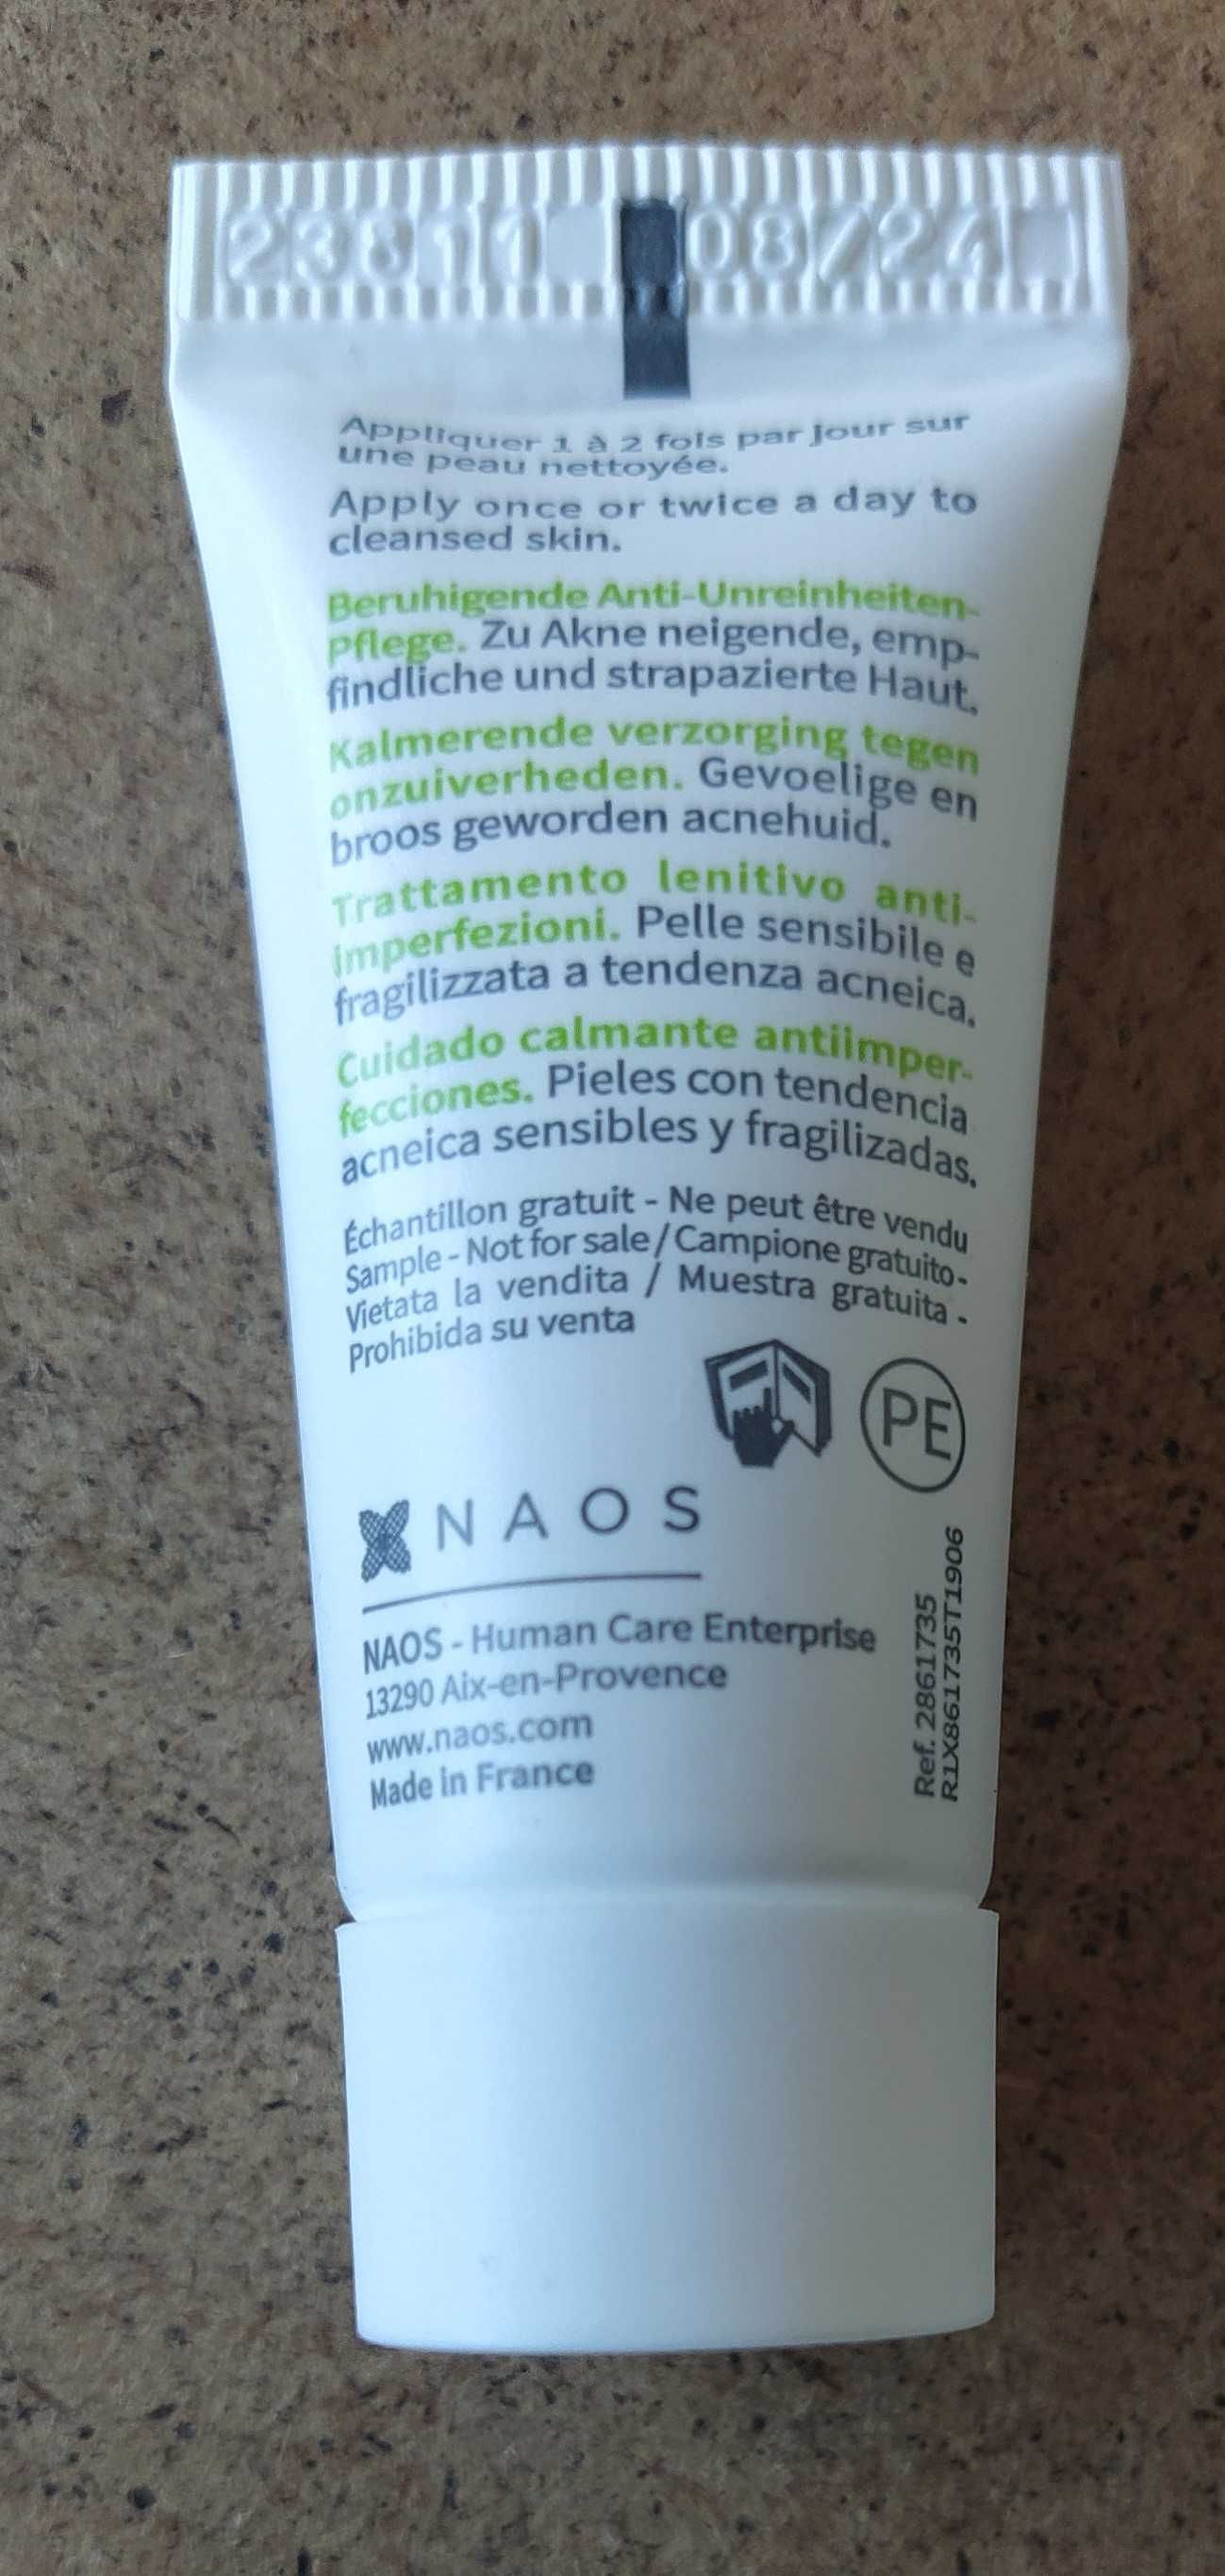 23811 08/24
Appliquer 1 à 2 fois par jour sur
une peau nettoyée.
Apply once or twice a day to
cleansed skin.
Beruhigende Anti-Unreinheiten-
Pflege. Zu Akne neigende, emp-
findliche und strapazierte Haut.
Kalmerende verzorging tegen
onzuiverheden. Gevoelige en
broos geworden acnehuid.
Trattamento lenitivo anti-
imperfezioni. Pelle sensibile e
fragilizzata a tendenza acneica.
Cuidado calmante antiimper-
fecciones. Pieles con tendencia
acneica sensibles y fragilizadas.
Échantillon gratuit - Ne peut être vendu
Sample - Not for sale / Campione gratuito -
Vietata la vendita / Muestra gratuita -
Prohibida su venta
PE
NAOS
NAOS - Human Care Enterprise
13290 Aix-en-Provence
www.naos.com
Made in France
Ref. 2861735
R1X861735T1906